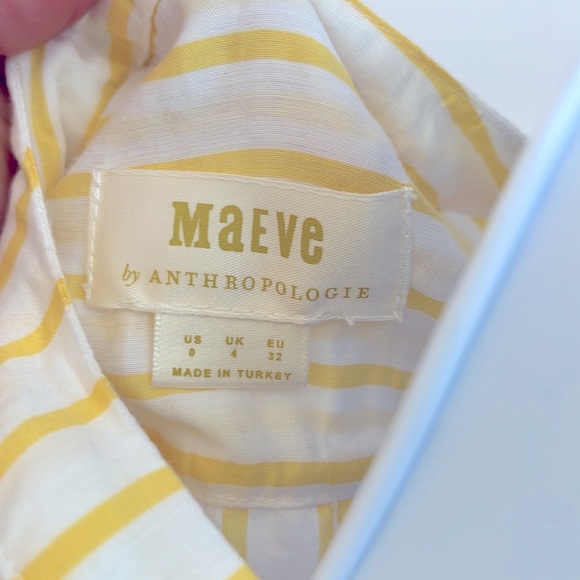 Maeve
by ANTHROPOLOGIE
US UK EU
0 4 32
MADE IN TURKEY